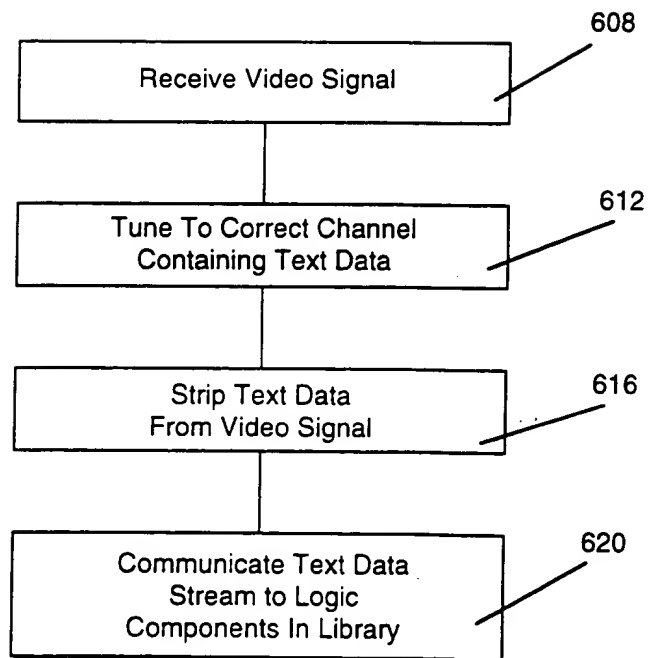 608
Receive Video Signal
612
Tune To Correct Channel
Containing Text Data
616
Strip Text Data
From Video Signal
620
Communicate Text Data
Stream to Logic
Components In Library